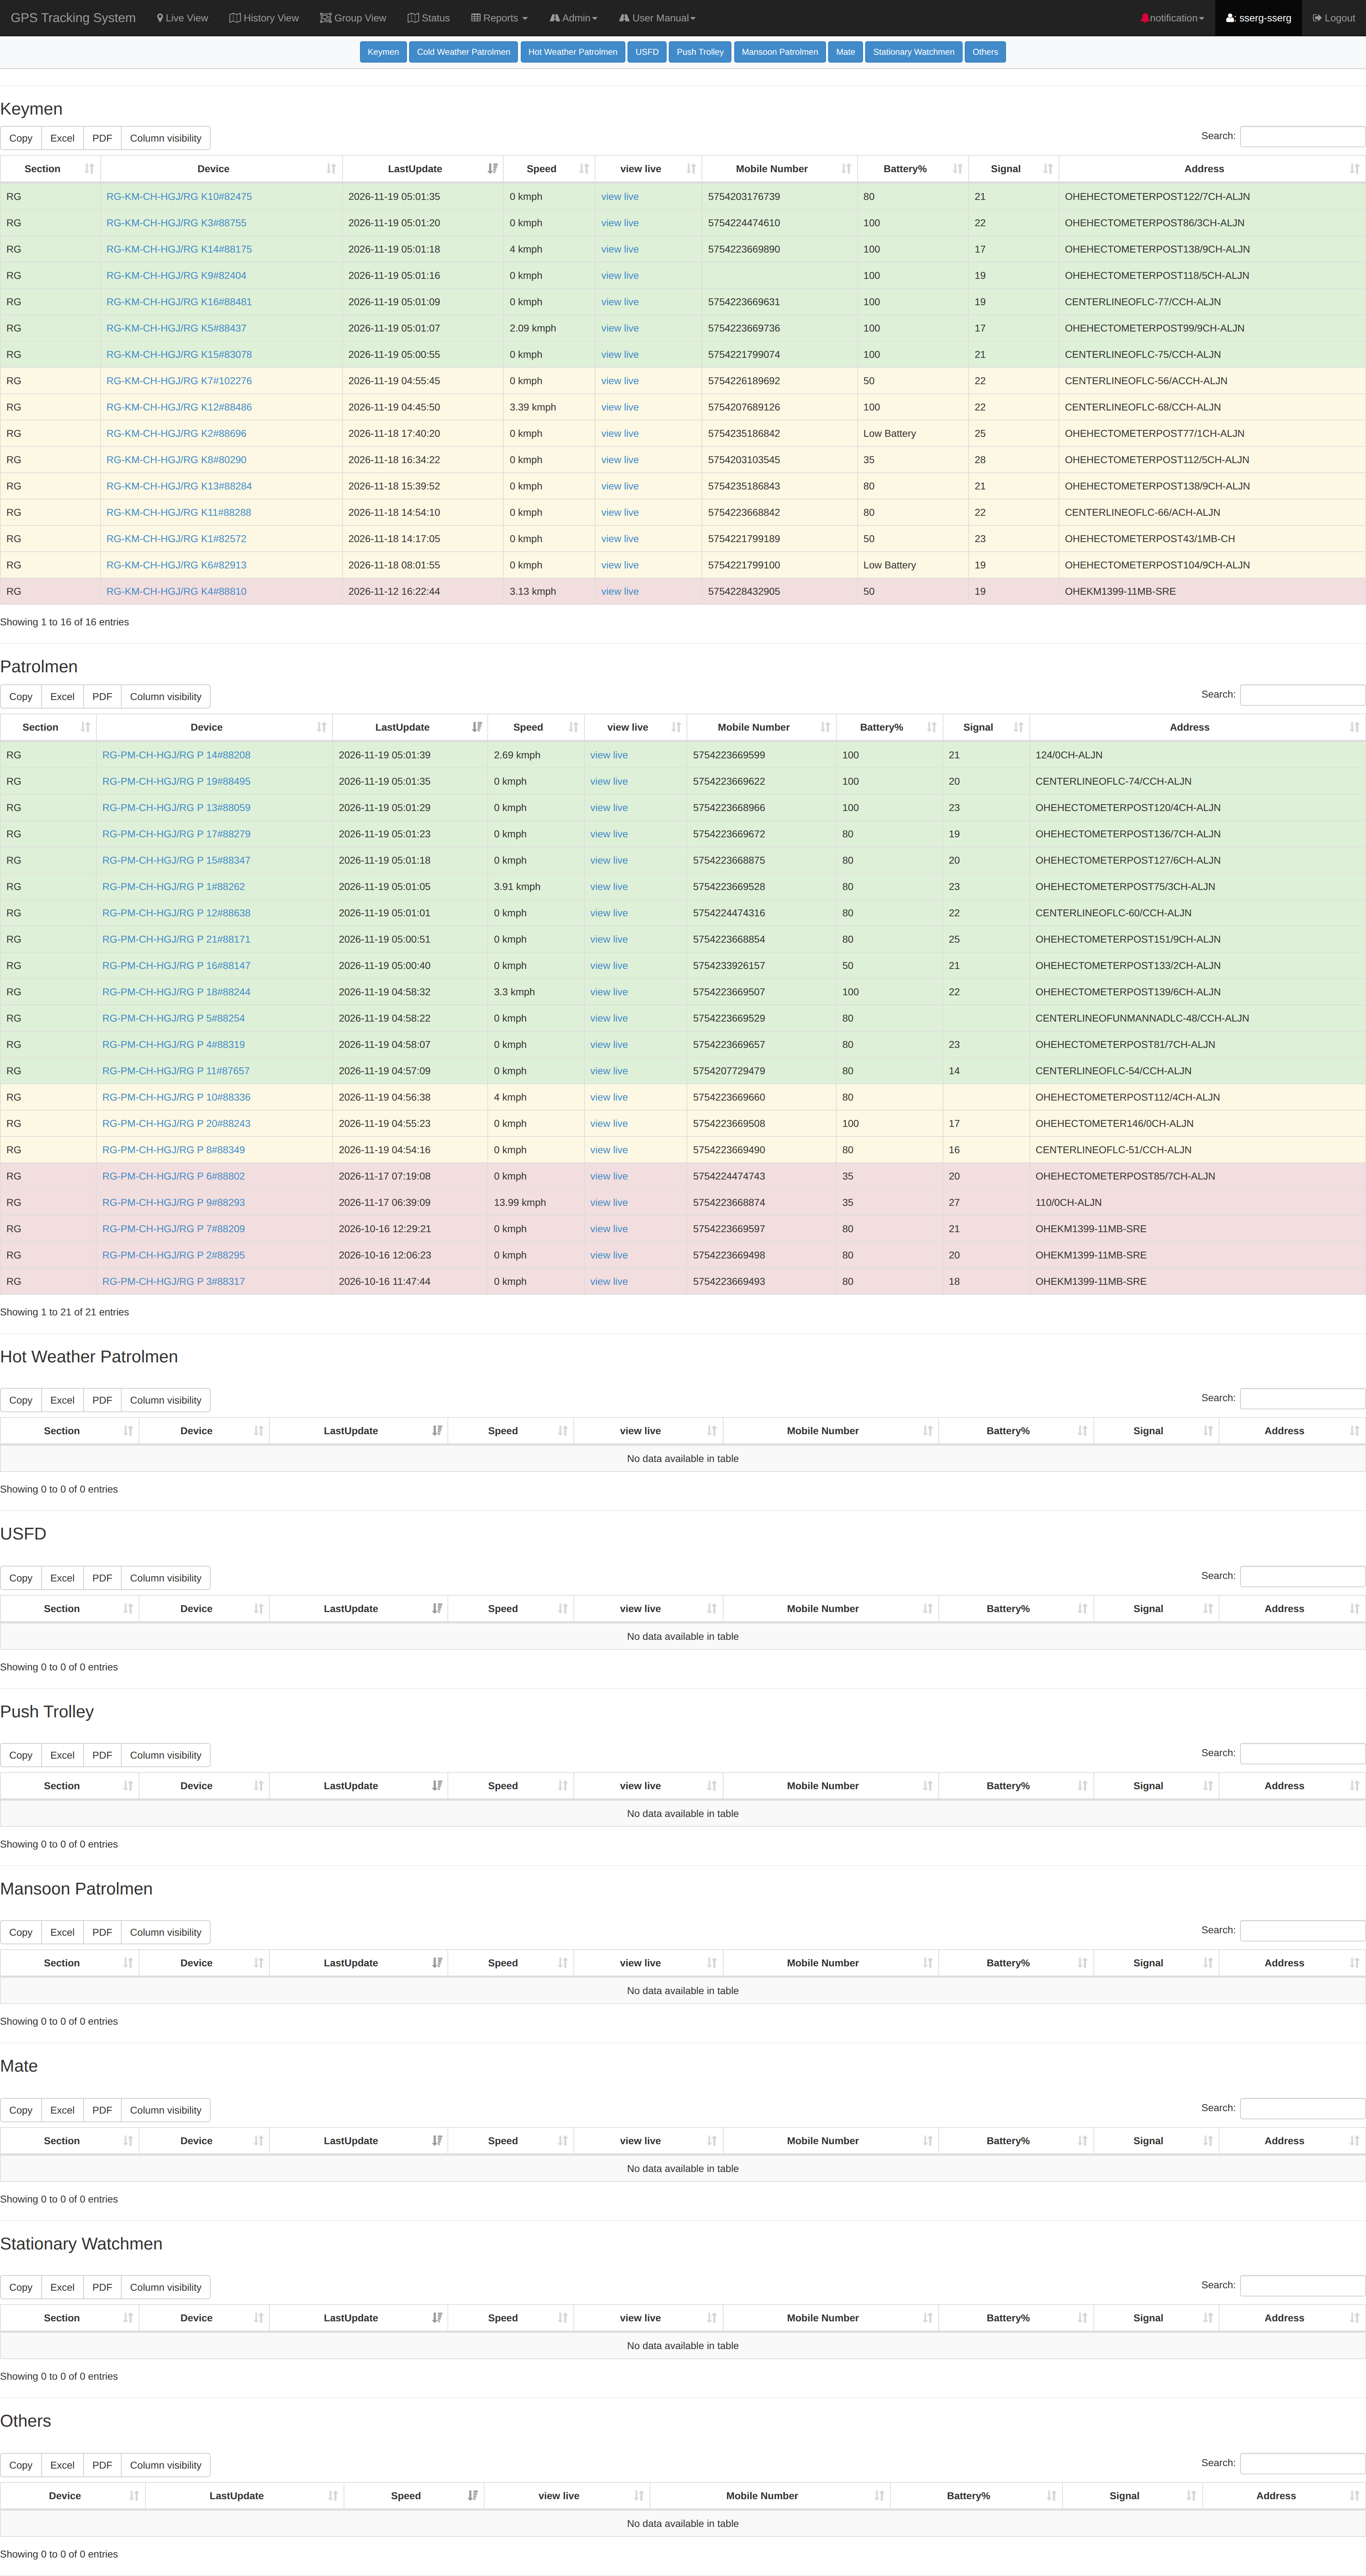 GPS Tracking System Live View History View Group View Status Reports Admin User Manual notification : sserg-sserg Logout
Keymen Cold Weather Patrolmen Hot Weather Patrolmen USFD Push Trolley Mansoon Patrolmen Mate Stationary Watchmen Others
Keymen
Copy Excel PDF Column visibility Search:
Section Device LastUpdate Speed view live Mobile Number Battery% Signal Address
RG RG-KM-CH-HGJ/RG K10#82475 2026-11-19 05:01:35 0 kmph view live 5754203176739 80 21 OHEHECTOMETERPOST122/7CH-ALJN
RG RG-KM-CH-HGJ/RG K3#88755 2026-11-19 05:01:20 0 kmph view live 5754224474610 100 22 OHEHECTOMETERPOST86/3CH-ALJN
RG RG-KM-CH-HGJ/RG K14#88175 2026-11-19 05:01:18 4 kmph view live 5754223669890 100 17 OHEHECTOMETERPOST138/9CH-ALJN
RG RG-KM-CH-HGJ/RG K9#82404 2026-11-19 05:01:16 0 kmph view live 100 19 OHEHECTOMETERPOST118/5CH-ALJN
RG RG-KM-CH-HGJ/RG K16#88481 2026-11-19 05:01:09 0 kmph view live 5754223669631 100 19 CENTERLINEOFLC-77/CCH-ALJN
RG RG-KM-CH-HGJ/RG K5#88437 2026-11-19 05:01:07 2.09 kmph view live 5754223669736 100 17 OHEHECTOMETERPOST99/9CH-ALJN
RG RG-KM-CH-HGJ/RG K15#83078 2026-11-19 05:00:55 0 kmph view live 5754221799074 100 21 CENTERLINEOFLC-75/CCH-ALJN
RG RG-KM-CH-HGJ/RG K7#102276 2026-11-19 04:55:45 0 kmph view live 5754226189692 50 22 CENTERLINEOFLC-56/ACCH-ALJN
RG RG-KM-CH-HGJ/RG K12#88486 2026-11-19 04:45:50 3.39 kmph view live 5754207689126 100 22 CENTERLINEOFLC-68/CCH-ALJN
RG RG-KM-CH-HGJ/RG K2#88696 2026-11-18 17:40:20 0 kmph view live 5754235186842 Low Battery 25 OHEHECTOMETERPOST77/1CH-ALJN
RG RG-KM-CH-HGJ/RG K8#80290 2026-11-18 16:34:22 0 kmph view live 5754203103545 35 28 OHEHECTOMETERPOST112/5CH-ALJN
RG RG-KM-CH-HGJ/RG K13#88284 2026-11-18 15:39:52 0 kmph view live 5754235186843 80 21 OHEHECTOMETERPOST138/9CH-ALJN
RG RG-KM-CH-HGJ/RG K11#88288 2026-11-18 14:54:10 0 kmph view live 5754223668842 80 22 CENTERLINEOFLC-66/ACH-ALJN
RG RG-KM-CH-HGJ/RG K1#82572 2026-11-18 14:17:05 0 kmph view live 5754221799189 50 23 OHEHECTOMETERPOST43/1MB-CH
RG RG-KM-CH-HGJ/RG K6#82913 2026-11-18 08:01:55 0 kmph view live 5754221799100 Low Battery 19 OHEHECTOMETERPOST104/9CH-ALJN
RG RG-KM-CH-HGJ/RG K4#88810 2026-11-12 16:22:44 3.13 kmph view live 5754228432905 50 19 OHEKM1399-11MB-SRE
Showing 1 to 16 of 16 entries
Patrolmen
Copy Excel PDF Column visibility Search:
Section Device LastUpdate Speed view live Mobile Number Battery% Signal Address
RG RG-PM-CH-HGJ/RG P 14#88208 2026-11-19 05:01:39 2.69 kmph view live 5754223669599 100 21 124/0CH-ALJN
RG RG-PM-CH-HGJ/RG P 19#88495 2026-11-19 05:01:35 0 kmph view live 5754223669622 100 20 CENTERLINEOFLC-74/CCH-ALJN
RG RG-PM-CH-HGJ/RG P 13#88059 2026-11-19 05:01:29 0 kmph view live 5754223668966 100 23 OHEHECTOMETERPOST120/4CH-ALJN
RG RG-PM-CH-HGJ/RG P 17#88279 2026-11-19 05:01:23 0 kmph view live 5754223669672 80 19 OHEHECTOMETERPOST136/7CH-ALJN
RG RG-PM-CH-HGJ/RG P 15#88347 2026-11-19 05:01:18 0 kmph view live 5754223668875 80 20 OHEHECTOMETERPOST127/6CH-ALJN
RG RG-PM-CH-HGJ/RG P 1#88262 2026-11-19 05:01:05 3.91 kmph view live 5754223669528 80 23 OHEHECTOMETERPOST75/3CH-ALJN
RG RG-PM-CH-HGJ/RG P 12#88638 2026-11-19 05:01:01 0 kmph view live 5754224474316 80 22 CENTERLINEOFLC-60/CCH-ALJN
RG RG-PM-CH-HGJ/RG P 21#88171 2026-11-19 05:00:51 0 kmph view live 5754223668854 80 25 OHEHECTOMETERPOST151/9CH-ALJN
RG RG-PM-CH-HGJ/RG P 16#88147 2026-11-19 05:00:40 0 kmph view live 5754233926157 50 21 OHEHECTOMETERPOST133/2CH-ALJN
RG RG-PM-CH-HGJ/RG P 18#88244 2026-11-19 04:58:32 3.3 kmph view live 5754223669507 100 22 OHEHECTOMETERPOST139/6CH-ALJN
RG RG-PM-CH-HGJ/RG P 5#88254 2026-11-19 04:58:22 0 kmph view live 5754223669529 80 CENTERLINEOFUNMANNADLC-48/CCH-ALJN
RG RG-PM-CH-HGJ/RG P 4#88319 2026-11-19 04:58:07 0 kmph view live 5754223669657 80 23 OHEHECTOMETERPOST81/7CH-ALJN
RG RG-PM-CH-HGJ/RG P 11#87657 2026-11-19 04:57:09 0 kmph view live 5754207729479 80 14 CENTERLINEOFLC-54/CCH-ALJN
RG RG-PM-CH-HGJ/RG P 10#88336 2026-11-19 04:56:38 4 kmph view live 5754223669660 80 OHEHECTOMETERPOST112/4CH-ALJN
RG RG-PM-CH-HGJ/RG P 20#88243 2026-11-19 04:55:23 0 kmph view live 5754223669508 100 17 OHEHECTOMETER146/0CH-ALJN
RG RG-PM-CH-HGJ/RG P 8#88349 2026-11-19 04:54:16 0 kmph view live 5754223669490 80 16 CENTERLINEOFLC-51/CCH-ALJN
RG RG-PM-CH-HGJ/RG P 6#88802 2026-11-17 07:19:08 0 kmph view live 5754224474743 35 20 OHEHECTOMETERPOST85/7CH-ALJN
RG RG-PM-CH-HGJ/RG P 9#88293 2026-11-17 06:39:09 13.99 kmph view live 5754223668874 35 27 110/0CH-ALJN
RG RG-PM-CH-HGJ/RG P 7#88209 2026-10-16 12:29:21 0 kmph view live 5754223669597 80 21 OHEKM1399-11MB-SRE
RG RG-PM-CH-HGJ/RG P 2#88295 2026-10-16 12:06:23 0 kmph view live 5754223669498 80 20 OHEKM1399-11MB-SRE
RG RG-PM-CH-HGJ/RG P 3#88317 2026-10-16 11:47:44 0 kmph view live 5754223669493 80 18 OHEKM1399-11MB-SRE
Showing 1 to 21 of 21 entries
Hot Weather Patrolmen
Copy Excel PDF Column visibility Search:
Section Device LastUpdate Speed view live Mobile Number Battery% Signal Address
No data available in table
Showing 0 to 0 of 0 entries
USFD
Copy Excel PDF Column visibility Search:
Section Device LastUpdate Speed view live Mobile Number Battery% Signal Address
No data available in table
Showing 0 to 0 of 0 entries
Push Trolley
Copy Excel PDF Column visibility Search:
Section Device LastUpdate Speed view live Mobile Number Battery% Signal Address
No data available in table
Showing 0 to 0 of 0 entries
Mansoon Patrolmen
Copy Excel PDF Column visibility Search:
Section Device LastUpdate Speed view live Mobile Number Battery% Signal Address
No data available in table
Showing 0 to 0 of 0 entries
Mate
Copy Excel PDF Column visibility Search:
Section Device LastUpdate Speed view live Mobile Number Battery% Signal Address
No data available in table
Showing 0 to 0 of 0 entries
Stationary Watchmen
Copy Excel PDF Column visibility Search:
Section Device LastUpdate Speed view live Mobile Number Battery% Signal Address
No data available in table
Showing 0 to 0 of 0 entries
Others
Copy Excel PDF Column visibility Search:
Device LastUpdate Speed view live Mobile Number Battery% Signal Address
No data available in table
Showing 0 to 0 of 0 entries